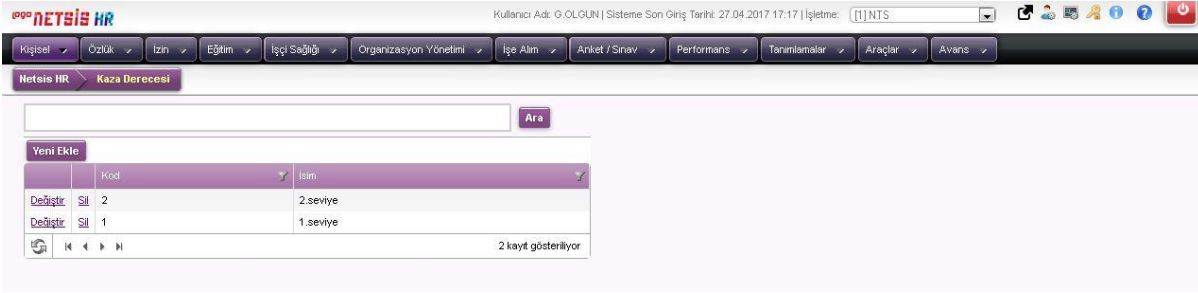 logo NETSİS HR
Kullanıcı Adı: G.OLGUN | Sisteme Son Giriş Tarihi: 27.04.2017 17:17 | İşletme: [1] NTS
Kişisel Özlük İzin Eğitim İşçi Sağlığı Organizasyon Yönetimi İşe Alım Anket / Sınav Performans Tanımlamalar Araçlar Avans
Netsis HR Kaza Derecesi
Ara
Yeni Ekle
Kod İsim
Değiştir Sil 2 2.seviye
Değiştir Sil 1 1.seviye
2 kayıt gösteriliyor